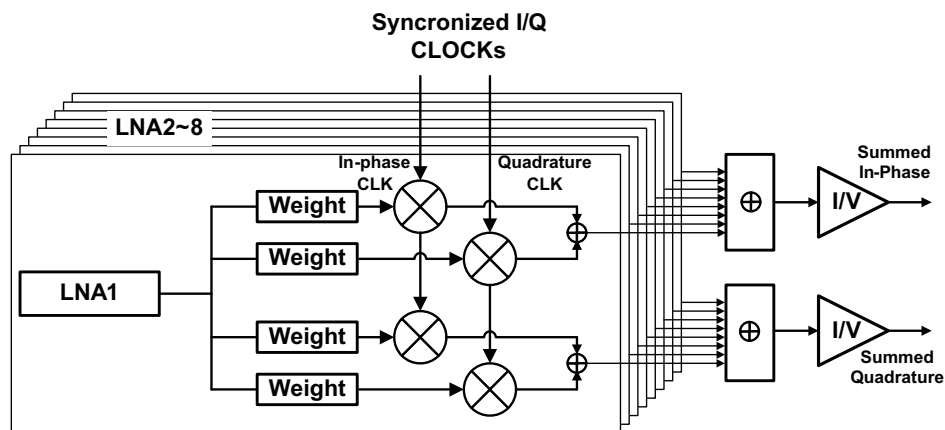 Syncronized I/Q
CLOCKs
LNA2~8
In-phase
CLK
Quadrature
CLK
Summed
In-Phase
Weight
I/V
Weight
LNA1
Weight
I/V
Weight
Summed
Quadrature